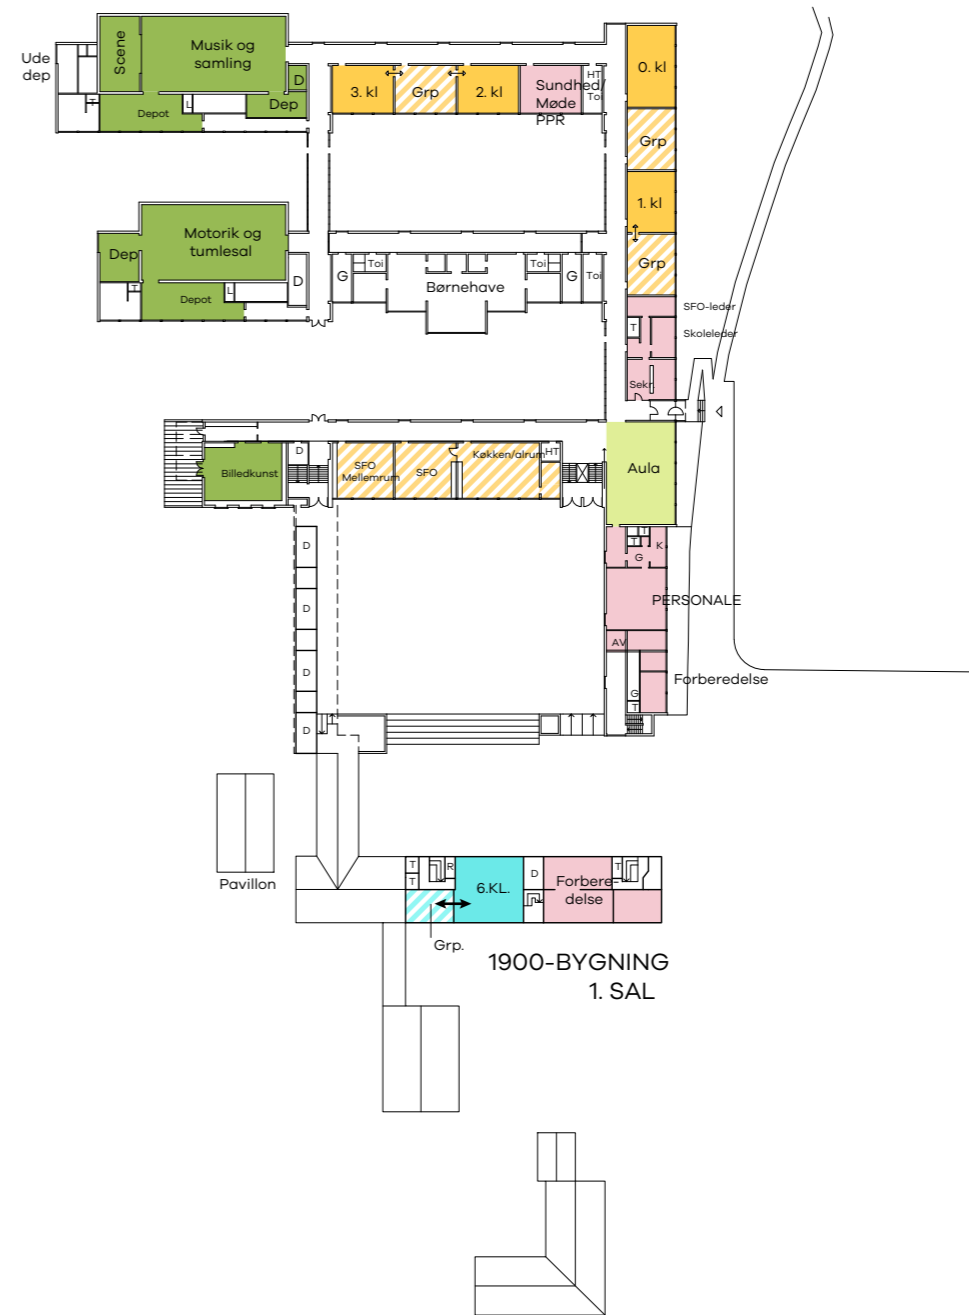 Ude
dep
Scene
Musik og
samling
D
Dep
Depot
T
L
3. kl
Grp
2. kl
Sundhed/
Møde
PPR
HT
Toi
0. kl
Grp
1. kl
Grp
Motorik og
tumlesal
Dep
Depot
T
L
D
G
Toi
Børnehave
Toi
G
Toi
SFO-leder
T
Skoleleder
Sekr.
Aula
Billedkunst
D
SFO
Mellemrum
SFO
Køkken/alrum
HT
D
D
D
D
T
T
G
K
PERSONALE
AV
Forberedelse
G
T
Pavillon
T
T
R
6.KL.
D
Forbere-
delse
T
Grp.
1900-BYGNING
1. SAL